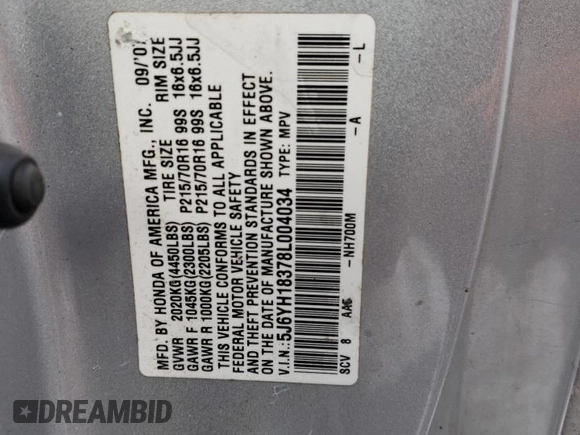 MFD. BY HONDA OF AMERICA MFG., INC. 09/'07
GVWR 2020KG(4450LBS) TIRE SIZE RIM SIZE
GAWR F 1045KG(2300LBS) P215/70R16 99S 16x6.5JJ
GAWR R 1000KG(2205LBS) P215/70R16 99S 16x6.5JJ
THIS VEHICLE CONFORMS TO ALL APPLICABLE
FEDERAL MOTOR VEHICLE SAFETY
AND THEFT PREVENTION STANDARDS IN EFFECT
ON THE DATE OF MANUFACTURE SHOWN ABOVE.
V.I.N.: 5J6YH18378L004034 TYPE: MPV
SCV 8 AA6 -NH700M -A -L
DREAMBID